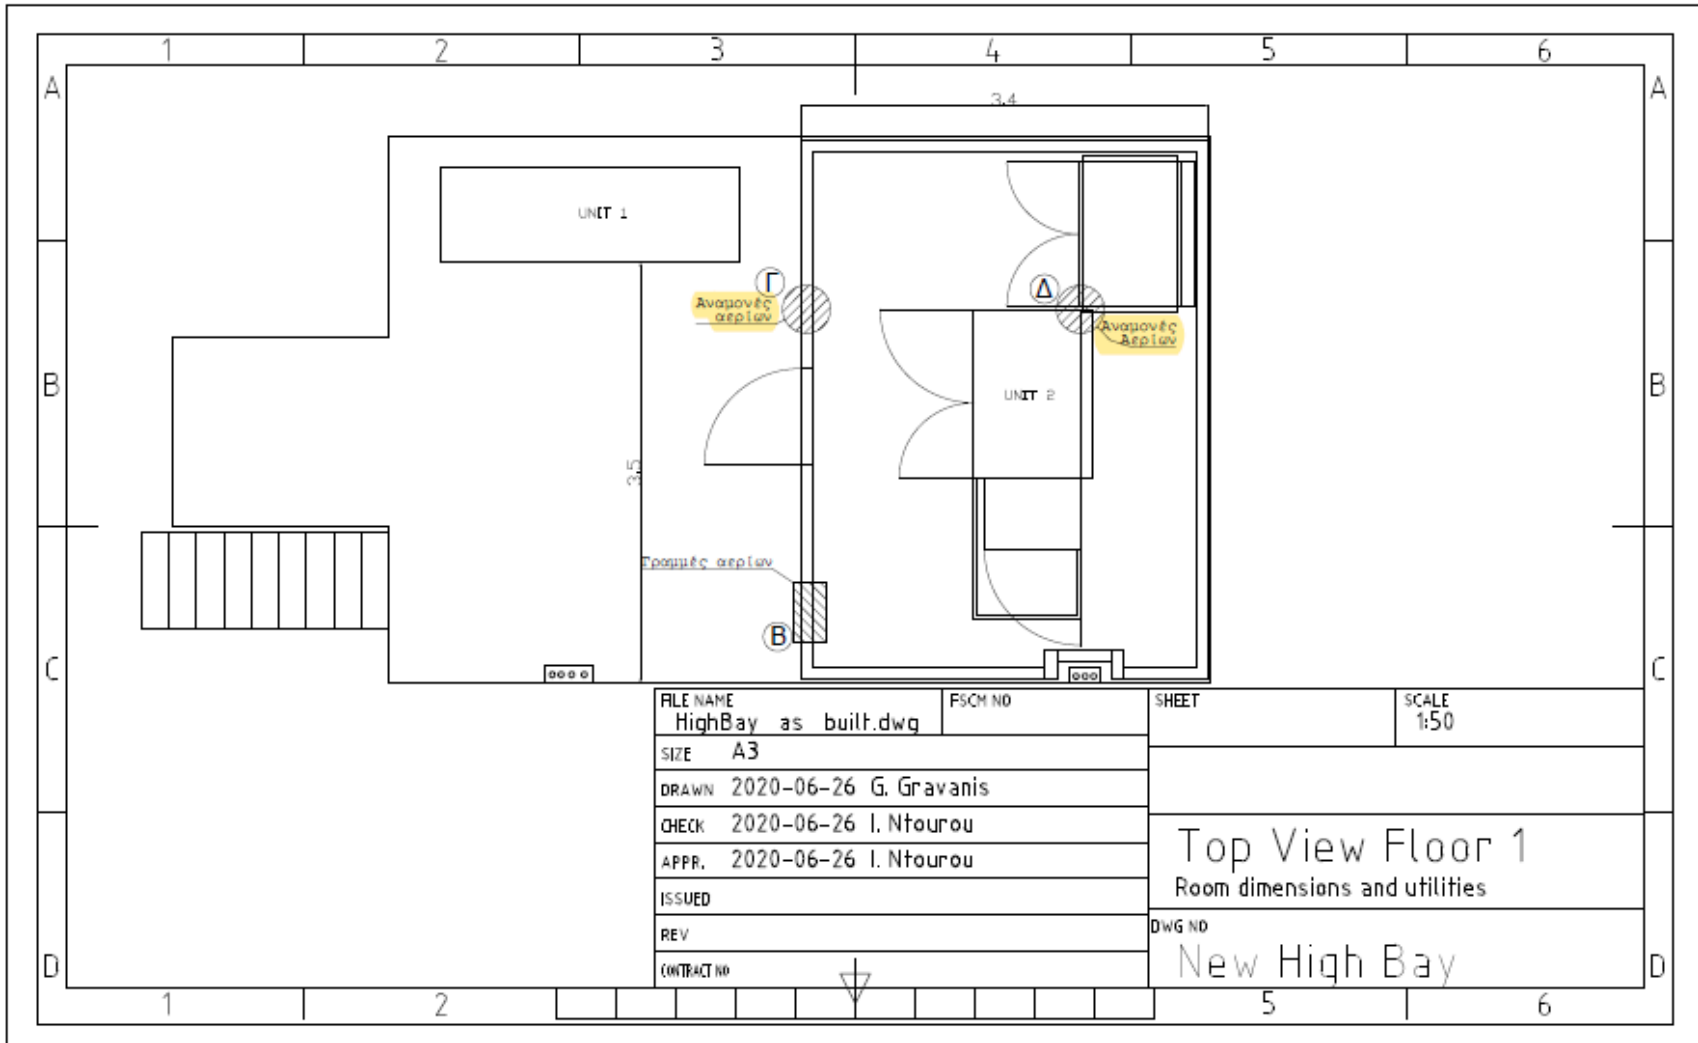 1 2 3 4 5 6
A A
3.4
UNIT 1
Γ
Αναμονές
αερίων
Δ
Αναμονές
Αερίων
B B
UNIT 2
3.5
Γραμμές αερίων
Β
C C
FILE NAME
HighBay as built.dwg
FSCM NO
SHEET
SCALE
1:50
SIZE A3
DRAWN 2020-06-26 G. Gravanis
CHECK 2020-06-26 I. Ntourou
APPR. 2020-06-26 I. Ntourou
ISSUED
REV
CONTRACT NO
Top View Floor 1
Room dimensions and utilities
DWG NO
New High Bay
D D
1 2 5 6